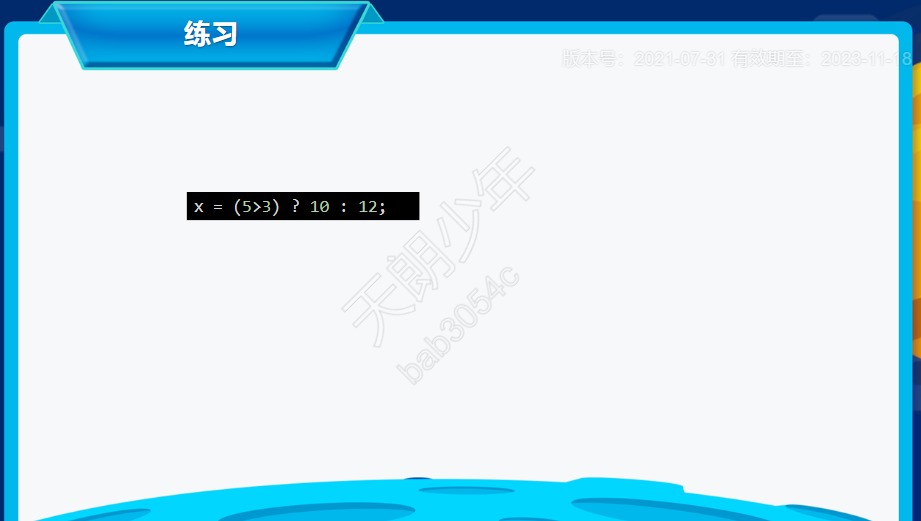 练习
版本号：2021-07-31 有效期至：2023-11-18
x = (5>3) ? 10 : 12;
天朗少年
bab3054c